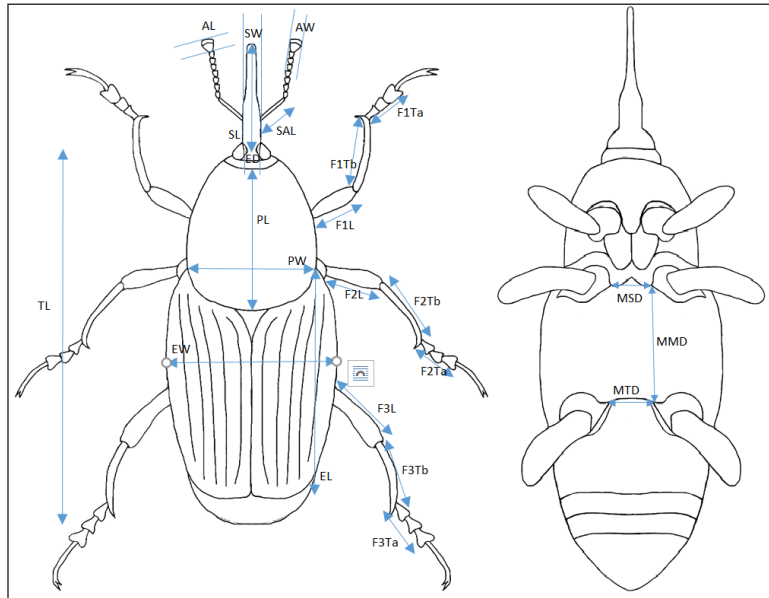 AL
SW
AW
F1Ta
SL
SAL
ED
F1Tb
PL
F1L
PW
TL
F2L
F2Tb
MSD
MMD
EW
F2Ta
MTD
F3L
F3Tb
EL
F3Ta